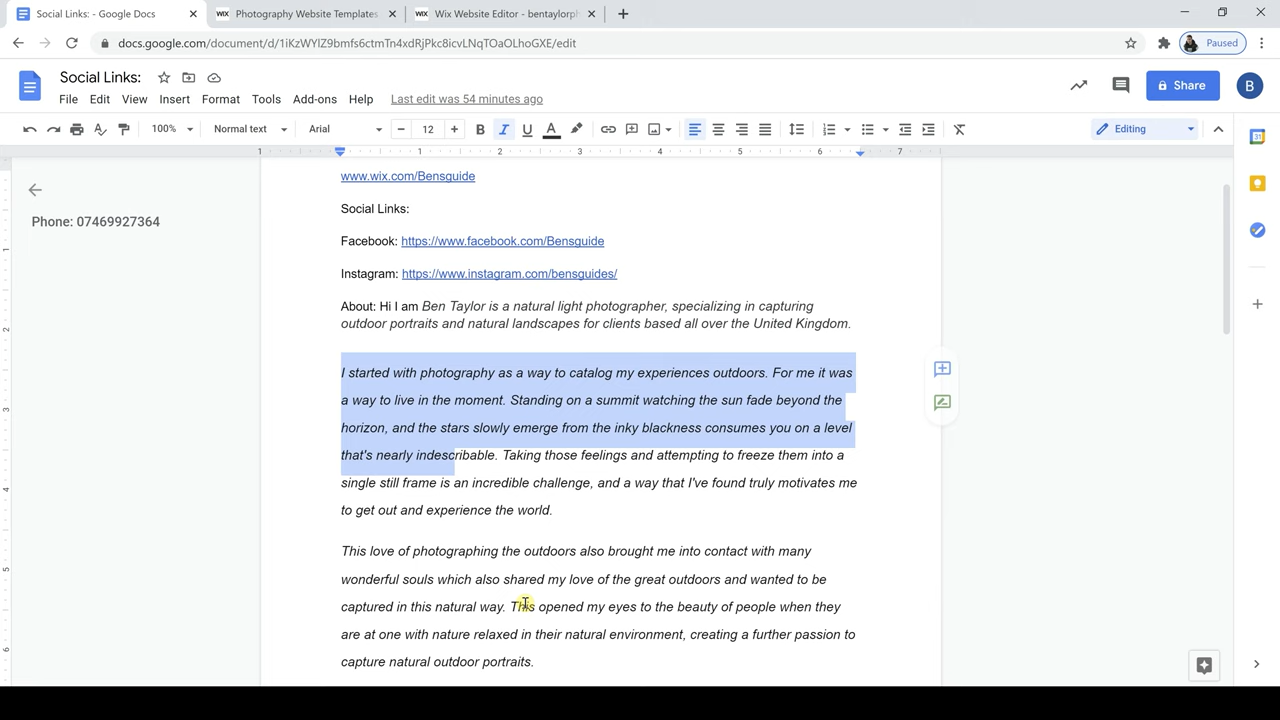 Social Links: - Google Docs
Photography Website Templates
Wix Website Editor - bentaylorph
docs.google.com/document/d/1iKzWYlZ9bmfs6ctmTn4xdRjPkc8icvLNqTOaOLhoGXE/edit
Paused
Social Links:
File Edit View Insert Format Tools Add-ons Help Last edit was 54 minutes ago
Share
B
100% Normal text Arial 12 B I U A Editing
1 1 2 3 4 5 6 7
Phone: 07469927364
www.wix.com/Bensguide
Social Links:
Facebook: https://www.facebook.com/Bensguide
Instagram: https://www.instagram.com/bensguides/
About: Hi I am Ben Taylor is a natural light photographer, specializing in capturing
outdoor portraits and natural landscapes for clients based all over the United Kingdom.
I started with photography as a way to catalog my experiences outdoors. For me it was
a way to live in the moment. Standing on a summit watching the sun fade beyond the
horizon, and the stars slowly emerge from the inky blackness consumes you on a level
that's nearly indescribable. Taking those feelings and attempting to freeze them into a
single still frame is an incredible challenge, and a way that I've found truly motivates me
to get out and experience the world.
This love of photographing the outdoors also brought me into contact with many
wonderful souls which also shared my love of the great outdoors and wanted to be
captured in this natural way. This opened my eyes to the beauty of people when they
are at one with nature relaxed in their natural environment, creating a further passion to
capture natural outdoor portraits.